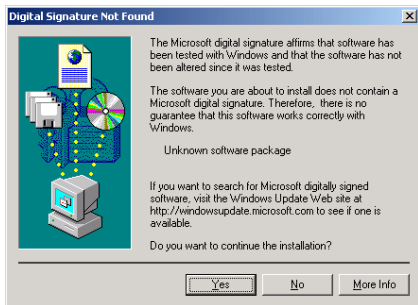 Digital Signature Not Found
The Microsoft digital signature affirms that software has
been tested with Windows and that the software has not
been altered since it was tested.
The software you are about to install does not contain a
Microsoft digital signature. Therefore, there is no
guarantee that this software works correctly with
Windows.
Unknown software package
If you want to search for Microsoft digitally signed
software, visit the Windows Update Web site at
http://windowsupdate.microsoft.com to see if one is
available.
Do you want to continue the installation?
Yes No More Info